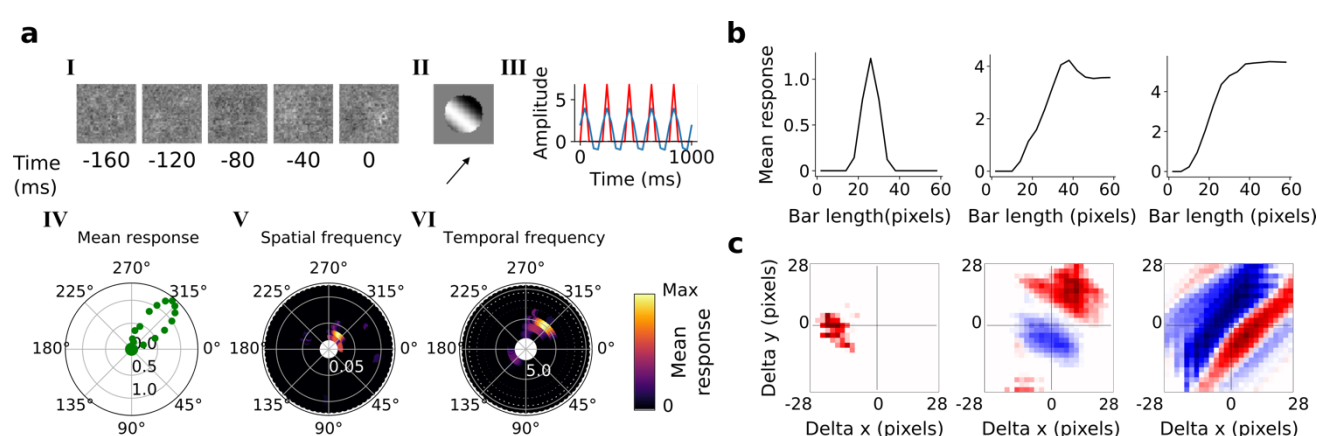 a
I
II
III
Amplitude
5
0
0
1000
Time (ms)
Time
(ms)
-160
-120
-80
-40
0
IV
Mean response
270°
225°
315°
180°
0°
0.0
0.5
1.0
135°
45°
90°
V
Spatial frequency
270°
225°
315°
180°
0°
0.05
135°
45°
90°
VI
Temporal frequency
270°
225°
315°
180°
0°
5.0
135°
45°
90°
Max
0
Mean
response
b
Mean response
1.0
0.5
0
0
20
40
60
Bar length(pixels)
4
2
0
0
20
40
60
Bar length (pixels)
4
2
0
0
20
40
60
Bar length (pixels)
c
Delta y (pixels)
28
0
-28
0
28
Delta x (pixels)
28
0
-28
0
28
Delta x (pixels)
28
0
-28
0
28
Delta x (pixels)